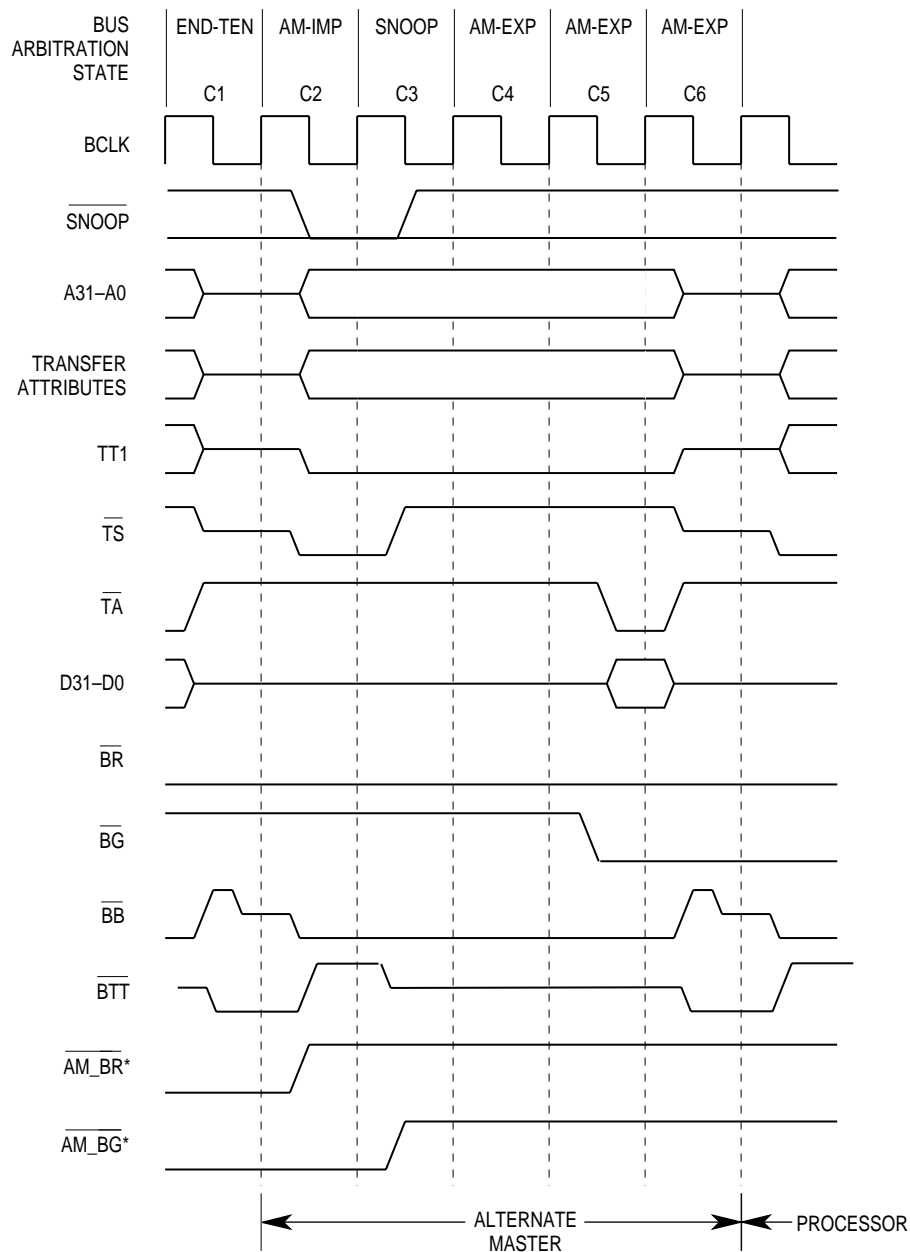 BUS
ARBITRATION
STATE
END-TEN AM-IMP SNOOP AM-EXP AM-EXP AM-EXP
C1 C2 C3 C4 C5 C6
BCLK
SNOOP
A31–A0
TRANSFER
ATTRIBUTES
TT1
TS
TA
D31–D0
BR
BG
BB
BTT
AM_BR*
AM_BG*
ALTERNATE
MASTER
PROCESSOR